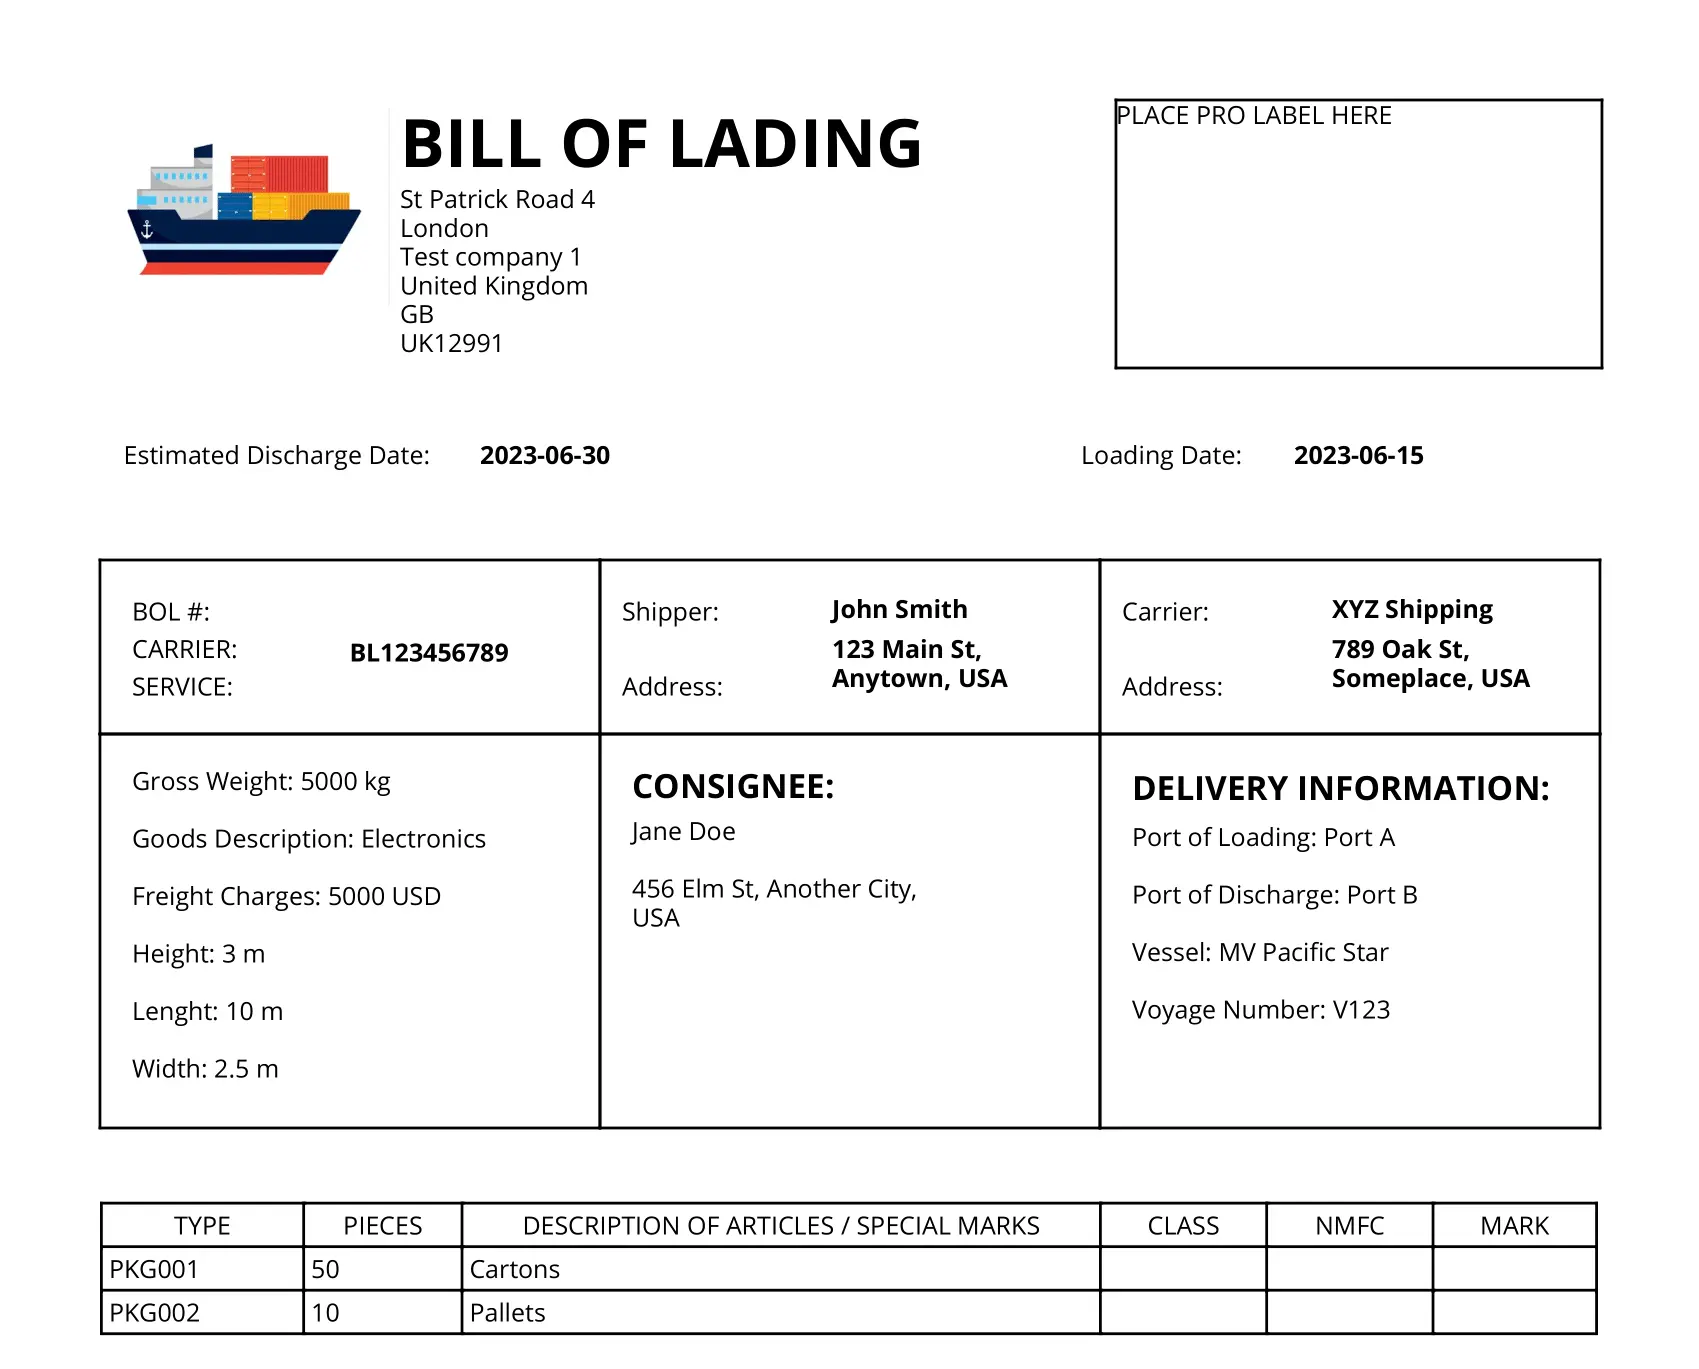 BILL OF LADING
St Patrick Road 4
London
Test company 1
United Kingdom
GB
UK12991
PLACE PRO LABEL HERE
Estimated Discharge Date: 2023-06-30
Loading Date: 2023-06-15
BOL #:
CARRIER: BL123456789
SERVICE:
Shipper: John Smith
123 Main St,
Anytown, USA
Address:
Carrier: XYZ Shipping
789 Oak St,
Someplace, USA
Address:
Gross Weight: 5000 kg
Goods Description: Electronics
Freight Charges: 5000 USD
Height: 3 m
Lenght: 10 m
Width: 2.5 m
CONSIGNEE:
Jane Doe
456 Elm St, Another City,
USA
DELIVERY INFORMATION:
Port of Loading: Port A
Port of Discharge: Port B
Vessel: MV Pacific Star
Voyage Number: V123
TYPE PIECES DESCRIPTION OF ARTICLES / SPECIAL MARKS CLASS NMFC MARK
PKG001 50 Cartons
PKG002 10 Pallets